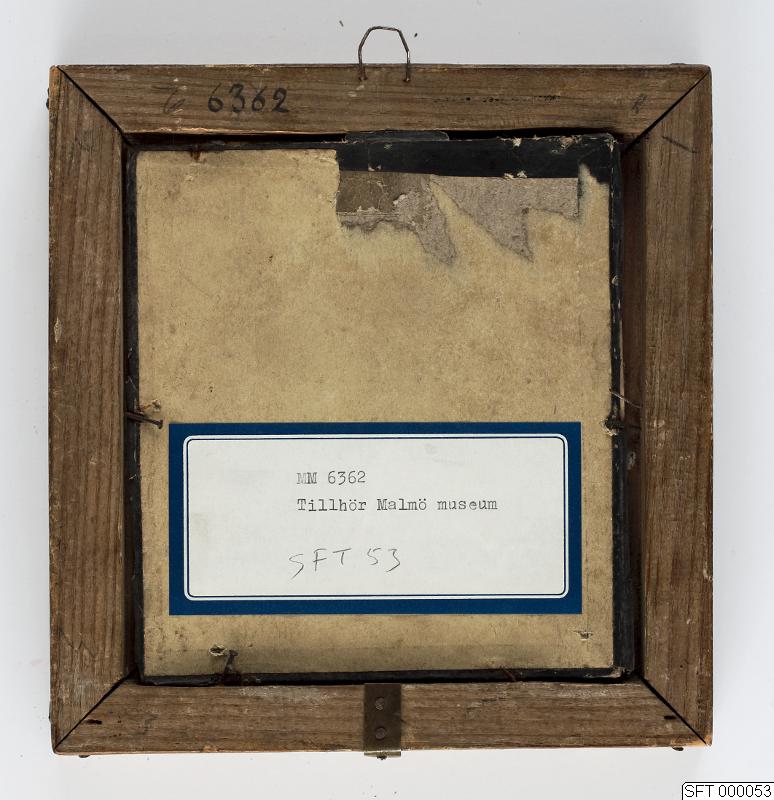 6362
MM 6362
Tillhör Malmö museum
SFT 53
SFT 000053